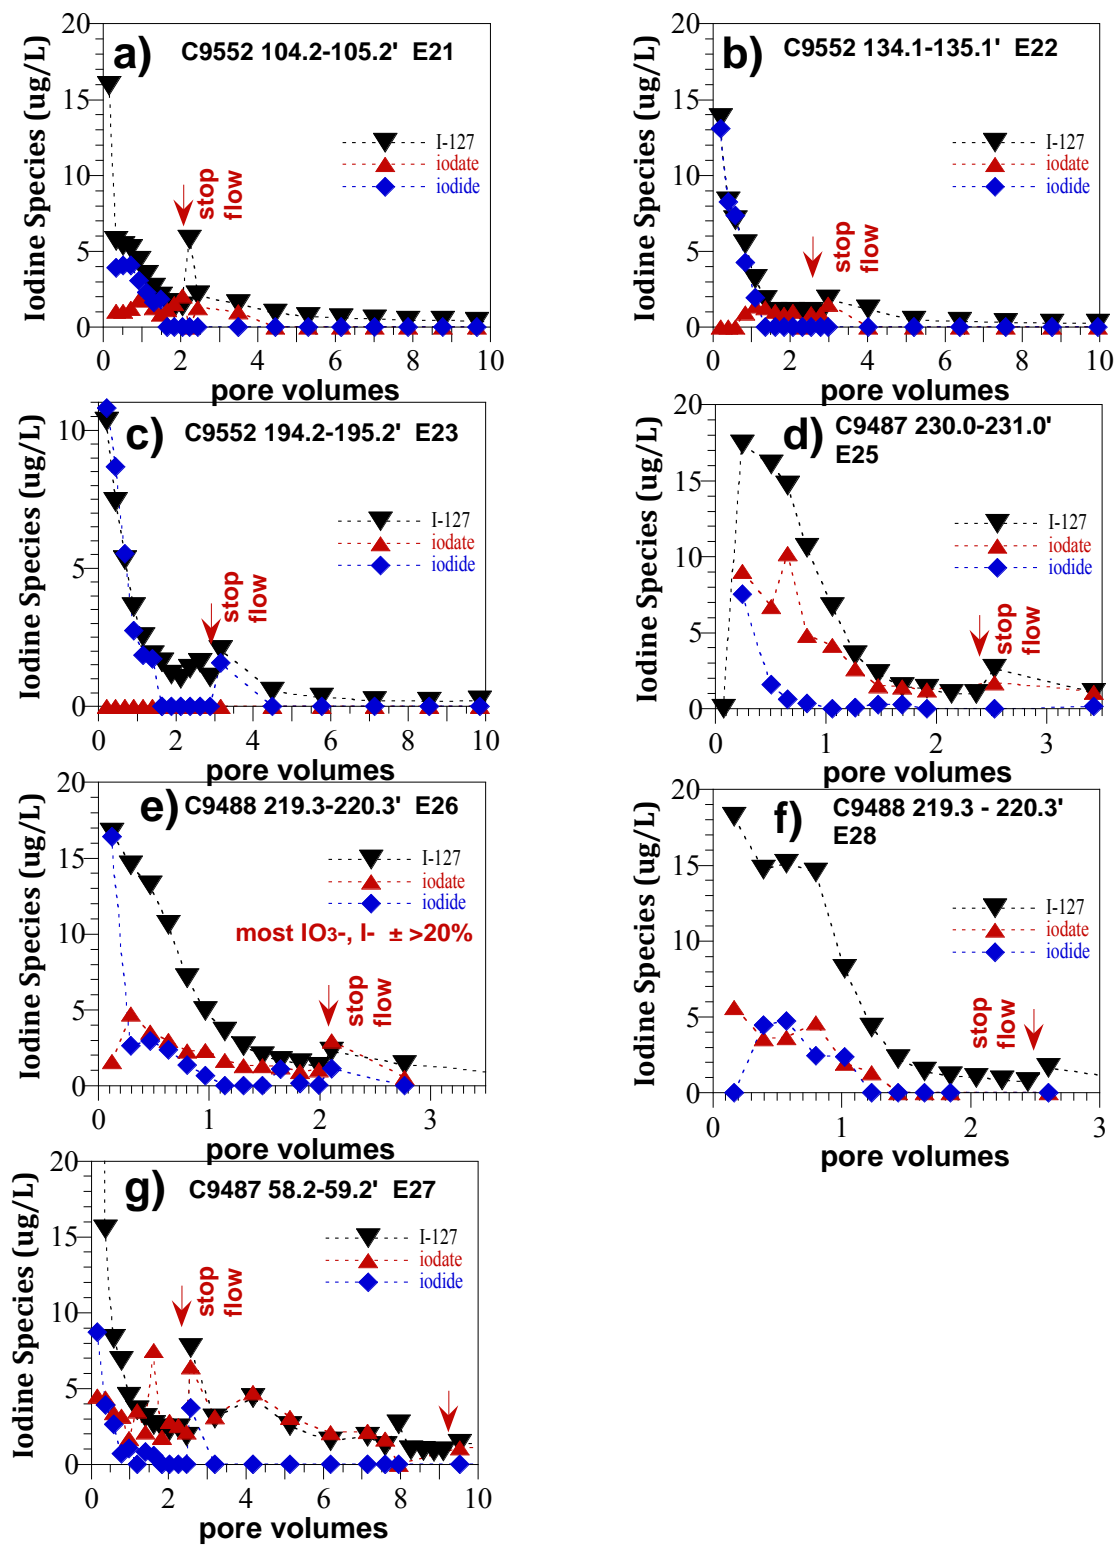 a) C9552 104.2-105.2' E21
Iodine Species (ug/L)
20
15
10
5
0
I-127
iodate
iodide
stop
flow
0 2 4 6 8 10
pore volumes
b) C9552 134.1-135.1' E22
Iodine Species (ug/L)
20
15
10
5
0
I-127
iodate
iodide
stop
flow
0 2 4 6 8 10
pore volumes
c) C9552 194.2-195.2' E23
Iodine Species (ug/L)
10
5
0
I-127
iodate
iodide
stop
flow
0 2 4 6 8 10
pore volumes
d) C9487 230.0-231.0'
E25
Iodine Species (ug/L)
20
15
10
5
0
I-127
iodate
iodide
stop
flow
0 1 2 3
pore volumes
e) C9488 219.3-220.3' E26
Iodine Species (ug/L)
20
15
10
5
0
I-127
iodate
iodide
most IO3-, I- ± >20%
stop
flow
0 1 2 3
pore volumes
f) C9488 219.3 - 220.3'
E28
Iodine Species (ug/L)
20
15
10
5
0
I-127
iodate
iodide
stop
flow
0 1 2 3
pore volumes
g) C9487 58.2-59.2' E27
Iodine Species (ug/L)
20
15
10
5
0
I-127
iodate
iodide
stop
flow
0 2 4 6 8 10
pore volumes